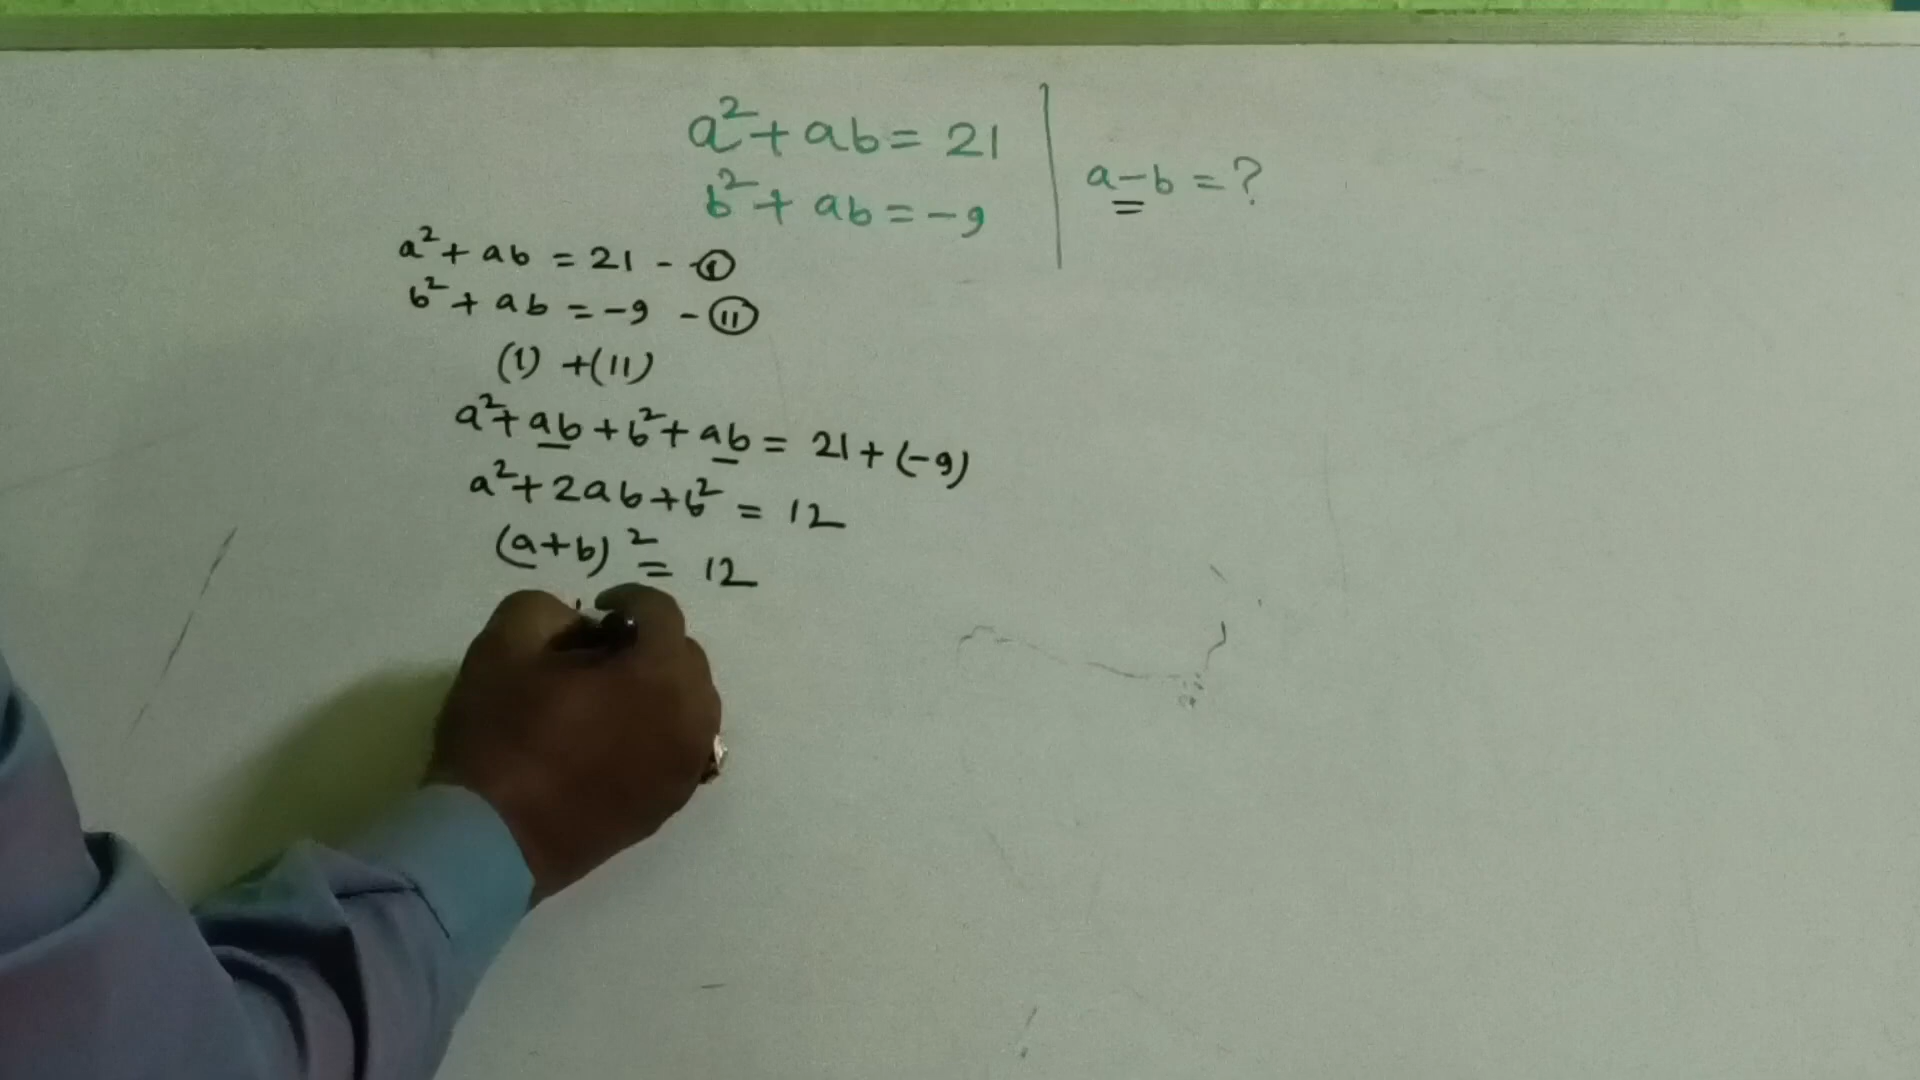 a²+ab=21
b²+ab=-9
a-b=?
a²+ab=21-(I)
b²+ab=-9-(II)
(I)+(II)
a²+ab+b²+ab=21+(-9)
a²+2ab+b²=12
(a+b)²=12